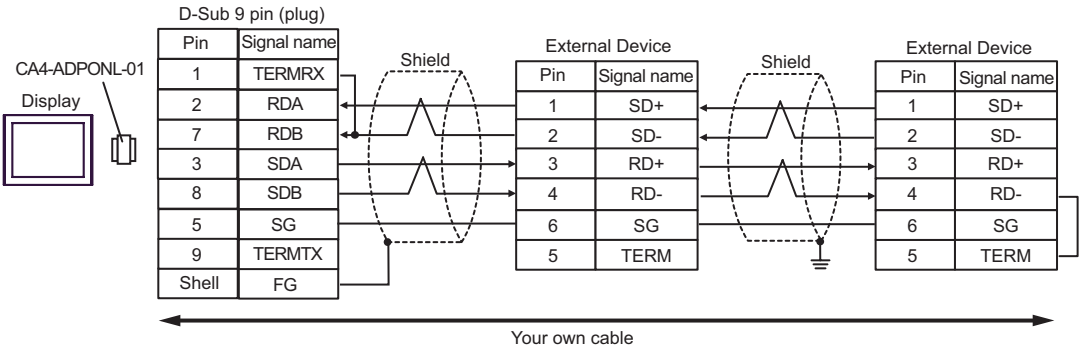 D-Sub 9 pin (plug)
CA4-ADPONL-01
Display
Pin Signal name
1 TERMRX
2 RDA
7 RDB
3 SDA
8 SDB
5 SG
9 TERMTX
Shell FG
Shield
External Device
Pin Signal name
1 SD+
2 SD-
3 RD+
4 RD-
6 SG
5 TERM
Shield
External Device
Pin Signal name
1 SD+
2 SD-
3 RD+
4 RD-
6 SG
5 TERM
Your own cable